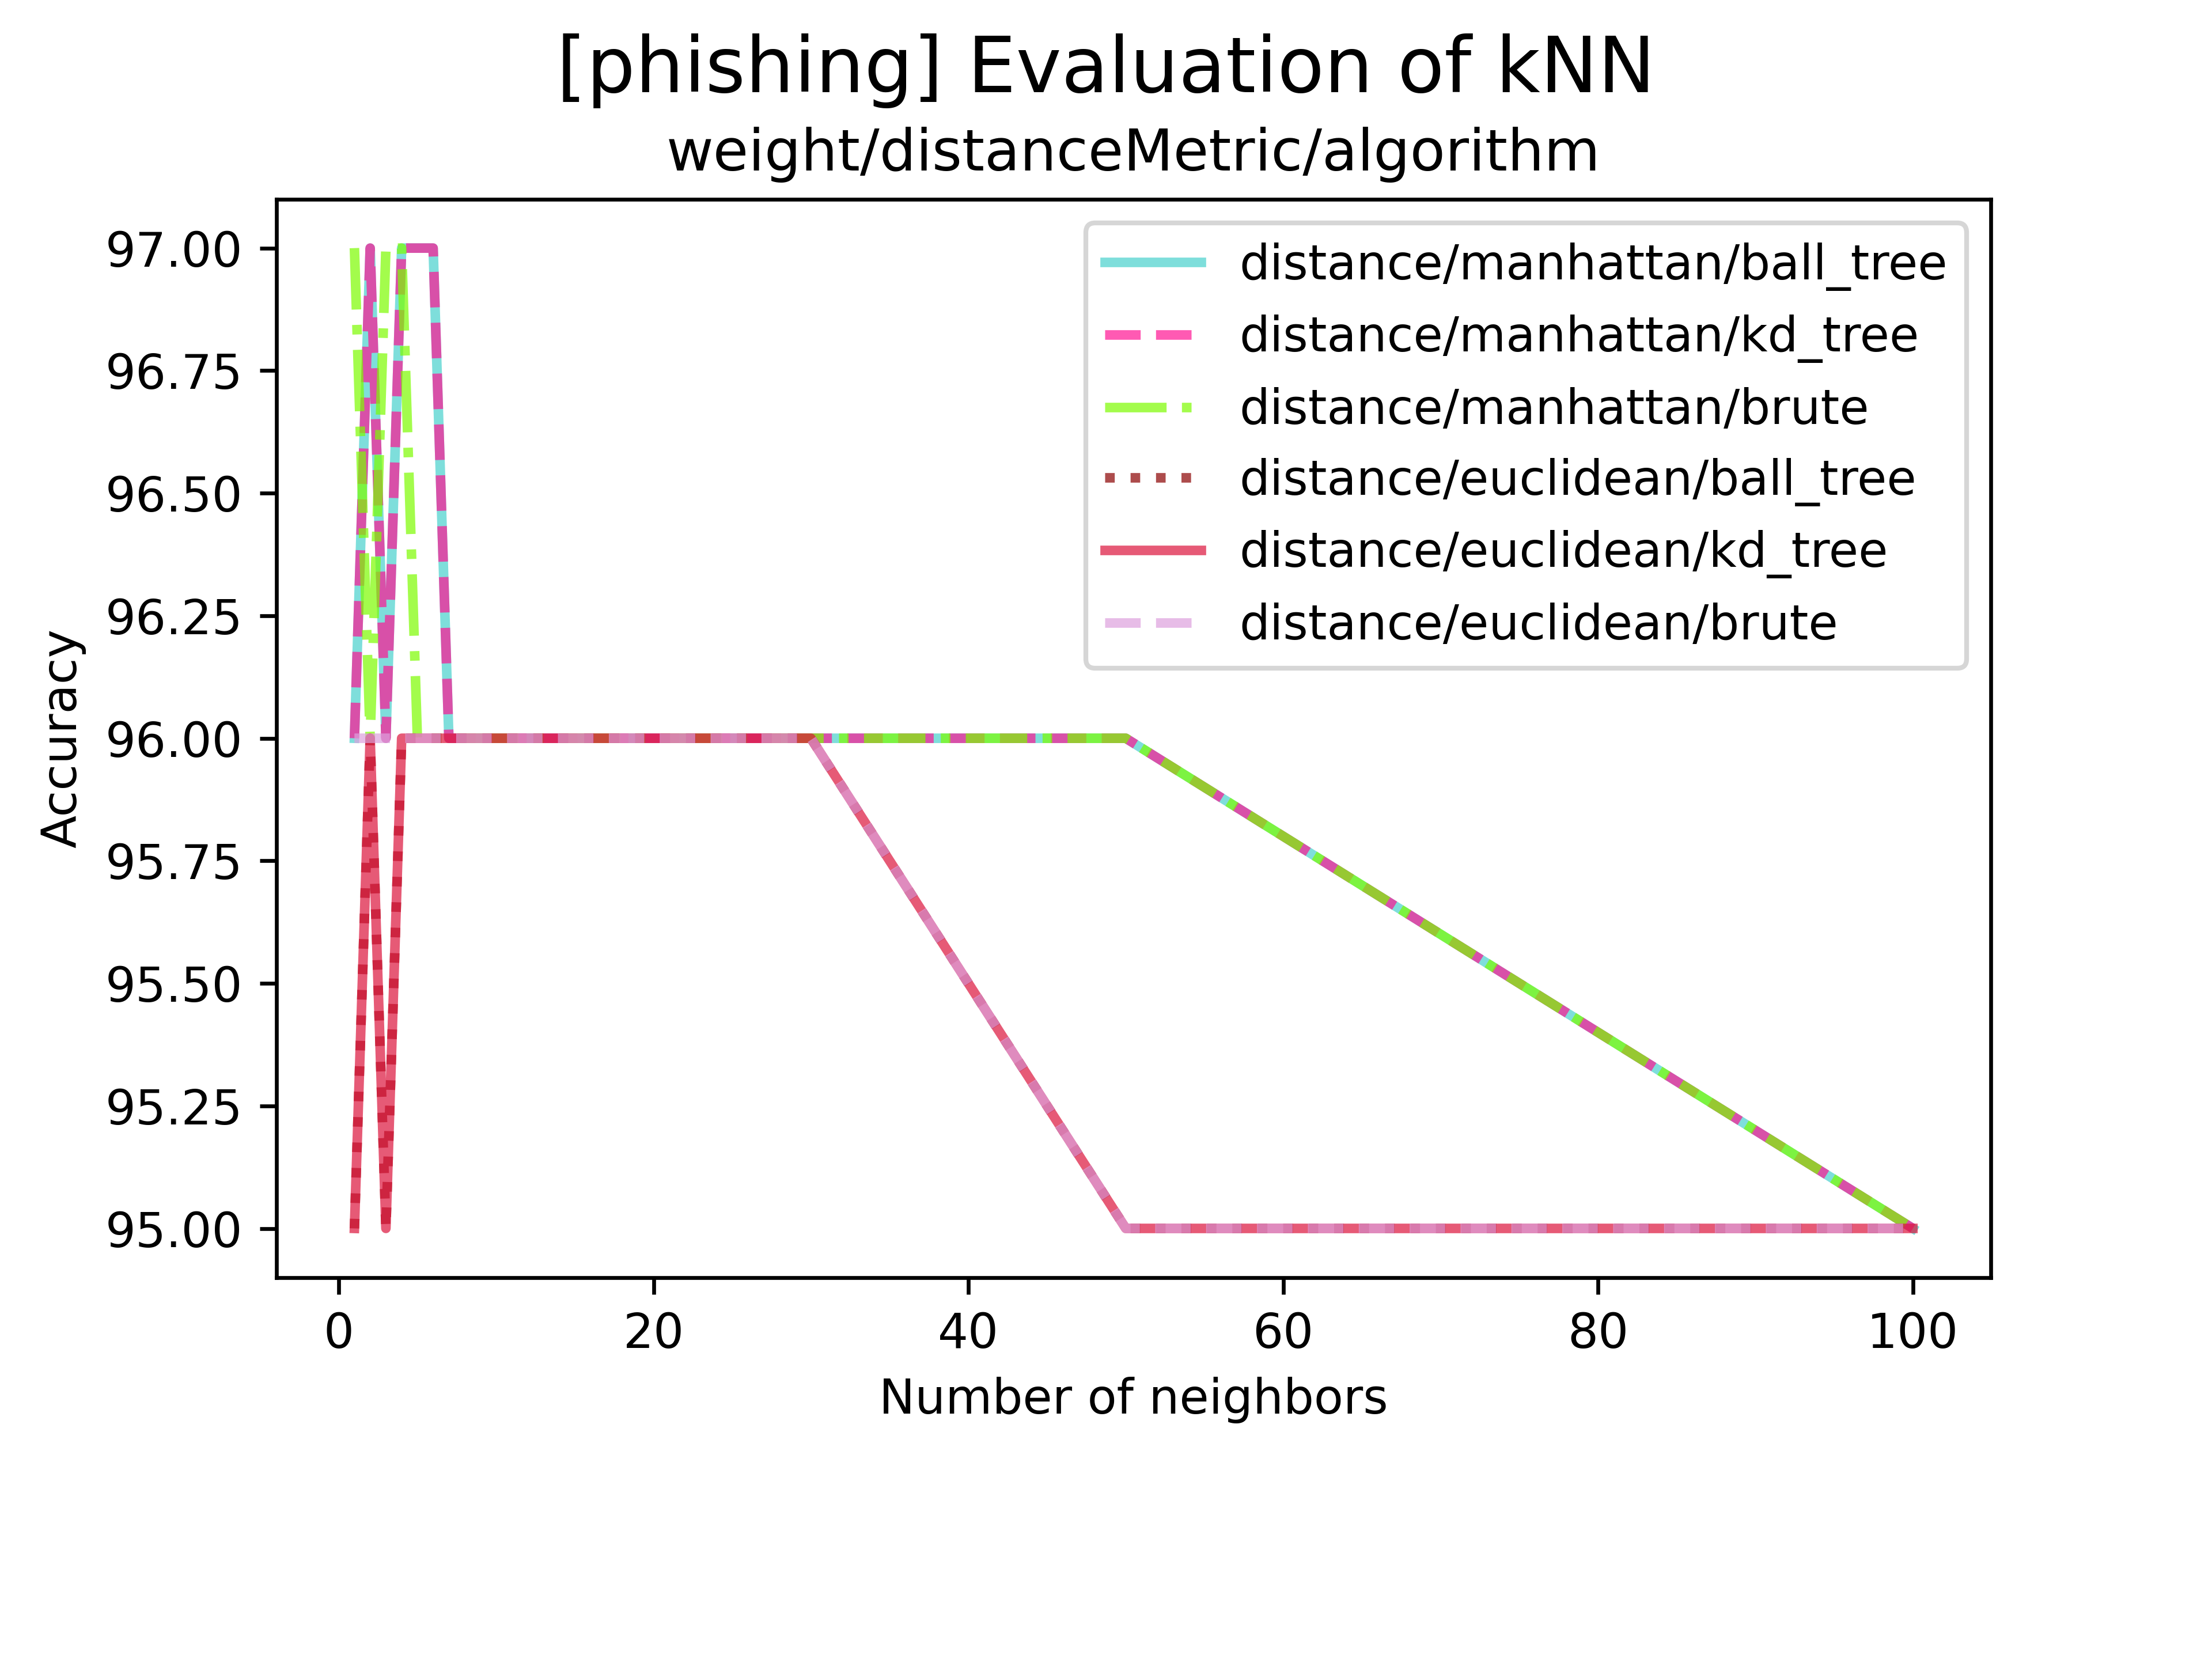 [phishing] Evaluation of kNN
weight/distanceMetric/algorithm
distance/manhattan/ball_tree
distance/manhattan/kd_tree
distance/manhattan/brute
distance/euclidean/ball_tree
distance/euclidean/kd_tree
distance/euclidean/brute
Accuracy
97.00
96.75
96.50
96.25
96.00
95.75
95.50
95.25
95.00
0 20 40 60 80 100
Number of neighbors